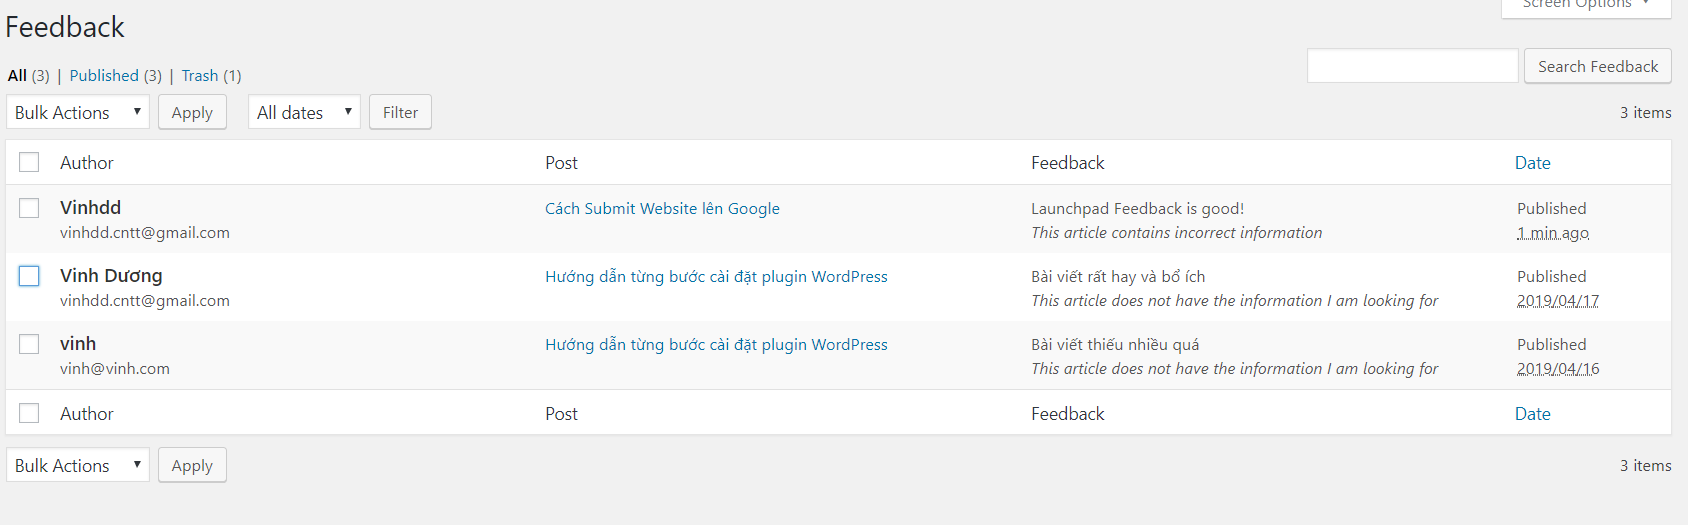 Screen Options
Feedback
All (3) | Published (3) | Trash (1)
Search Feedback
Bulk Actions Apply All dates Filter 3 items
Author Post Feedback Date
Vinhdd Cách Submit Website lên Google Launchpad Feedback is good! Published
vinhdd.cntt@gmail.com This article contains incorrect information 1 min ago
Vinh Dương Hướng dẫn từng bước cài đặt plugin WordPress Bài viết rất hay và bổ ích Published
vinhdd.cntt@gmail.com This article does not have the information I am looking for 2019/04/17
vinh Hướng dẫn từng bước cài đặt plugin WordPress Bài viết thiếu nhiều quá Published
vinh@vinh.com This article does not have the information I am looking for 2019/04/16
Author Post Feedback Date
Bulk Actions Apply 3 items